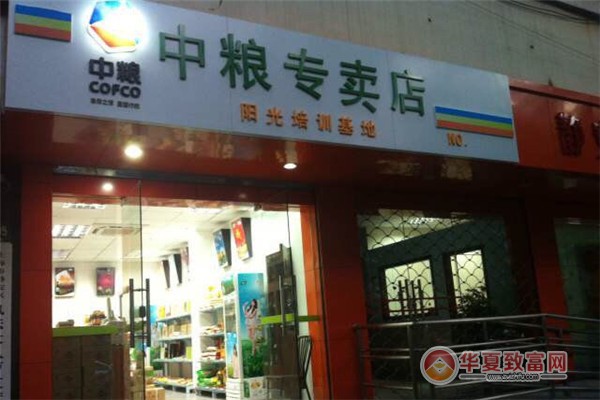 中粮
COFCO
中粮专卖店
阳光培训基地
NO.
静
华夏致富网